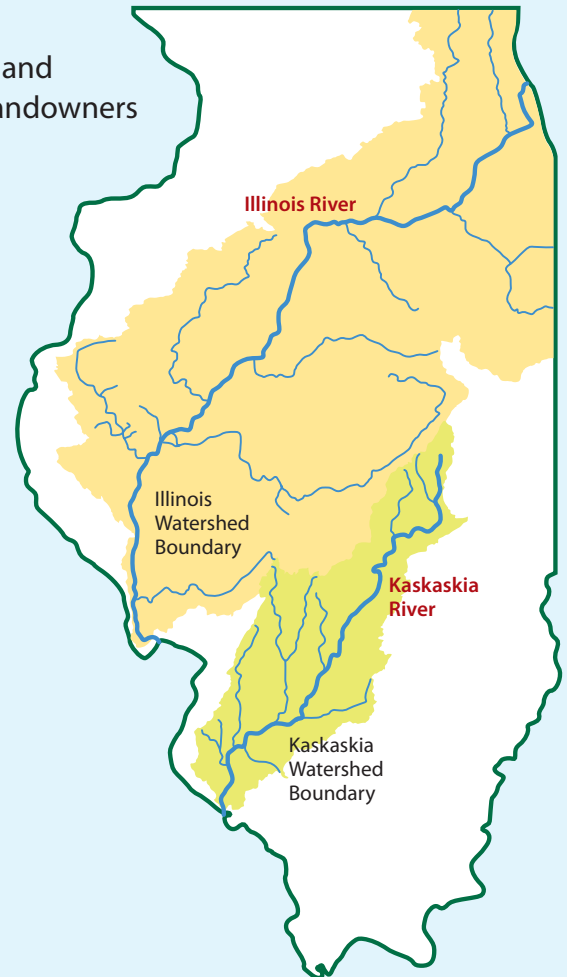 and
andowners
Illinois River
Illinois
Watershed
Boundary
Kaskaskia
River
Kaskaskia
Watershed
Boundary